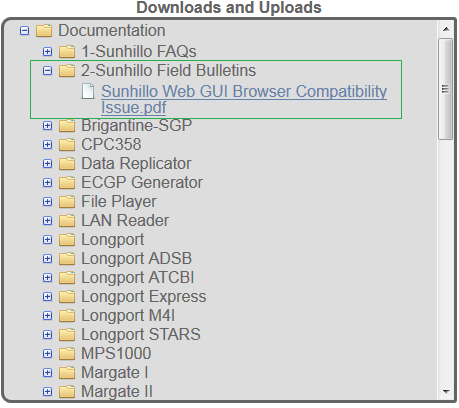 Downloads and Uploads
Documentation
1-Sunhillo FAQs
2-Sunhillo Field Bulletins
Sunhillo Web GUI Browser Compatibility
Issue.pdf
Brigantine-SGP
CPC358
Data Replicator
ECGP Generator
File Player
LAN Reader
Longport
Longport ADSB
Longport ATCBI
Longport Express
Longport M4I
Longport STARS
MPS1000
Margate I
Margate II